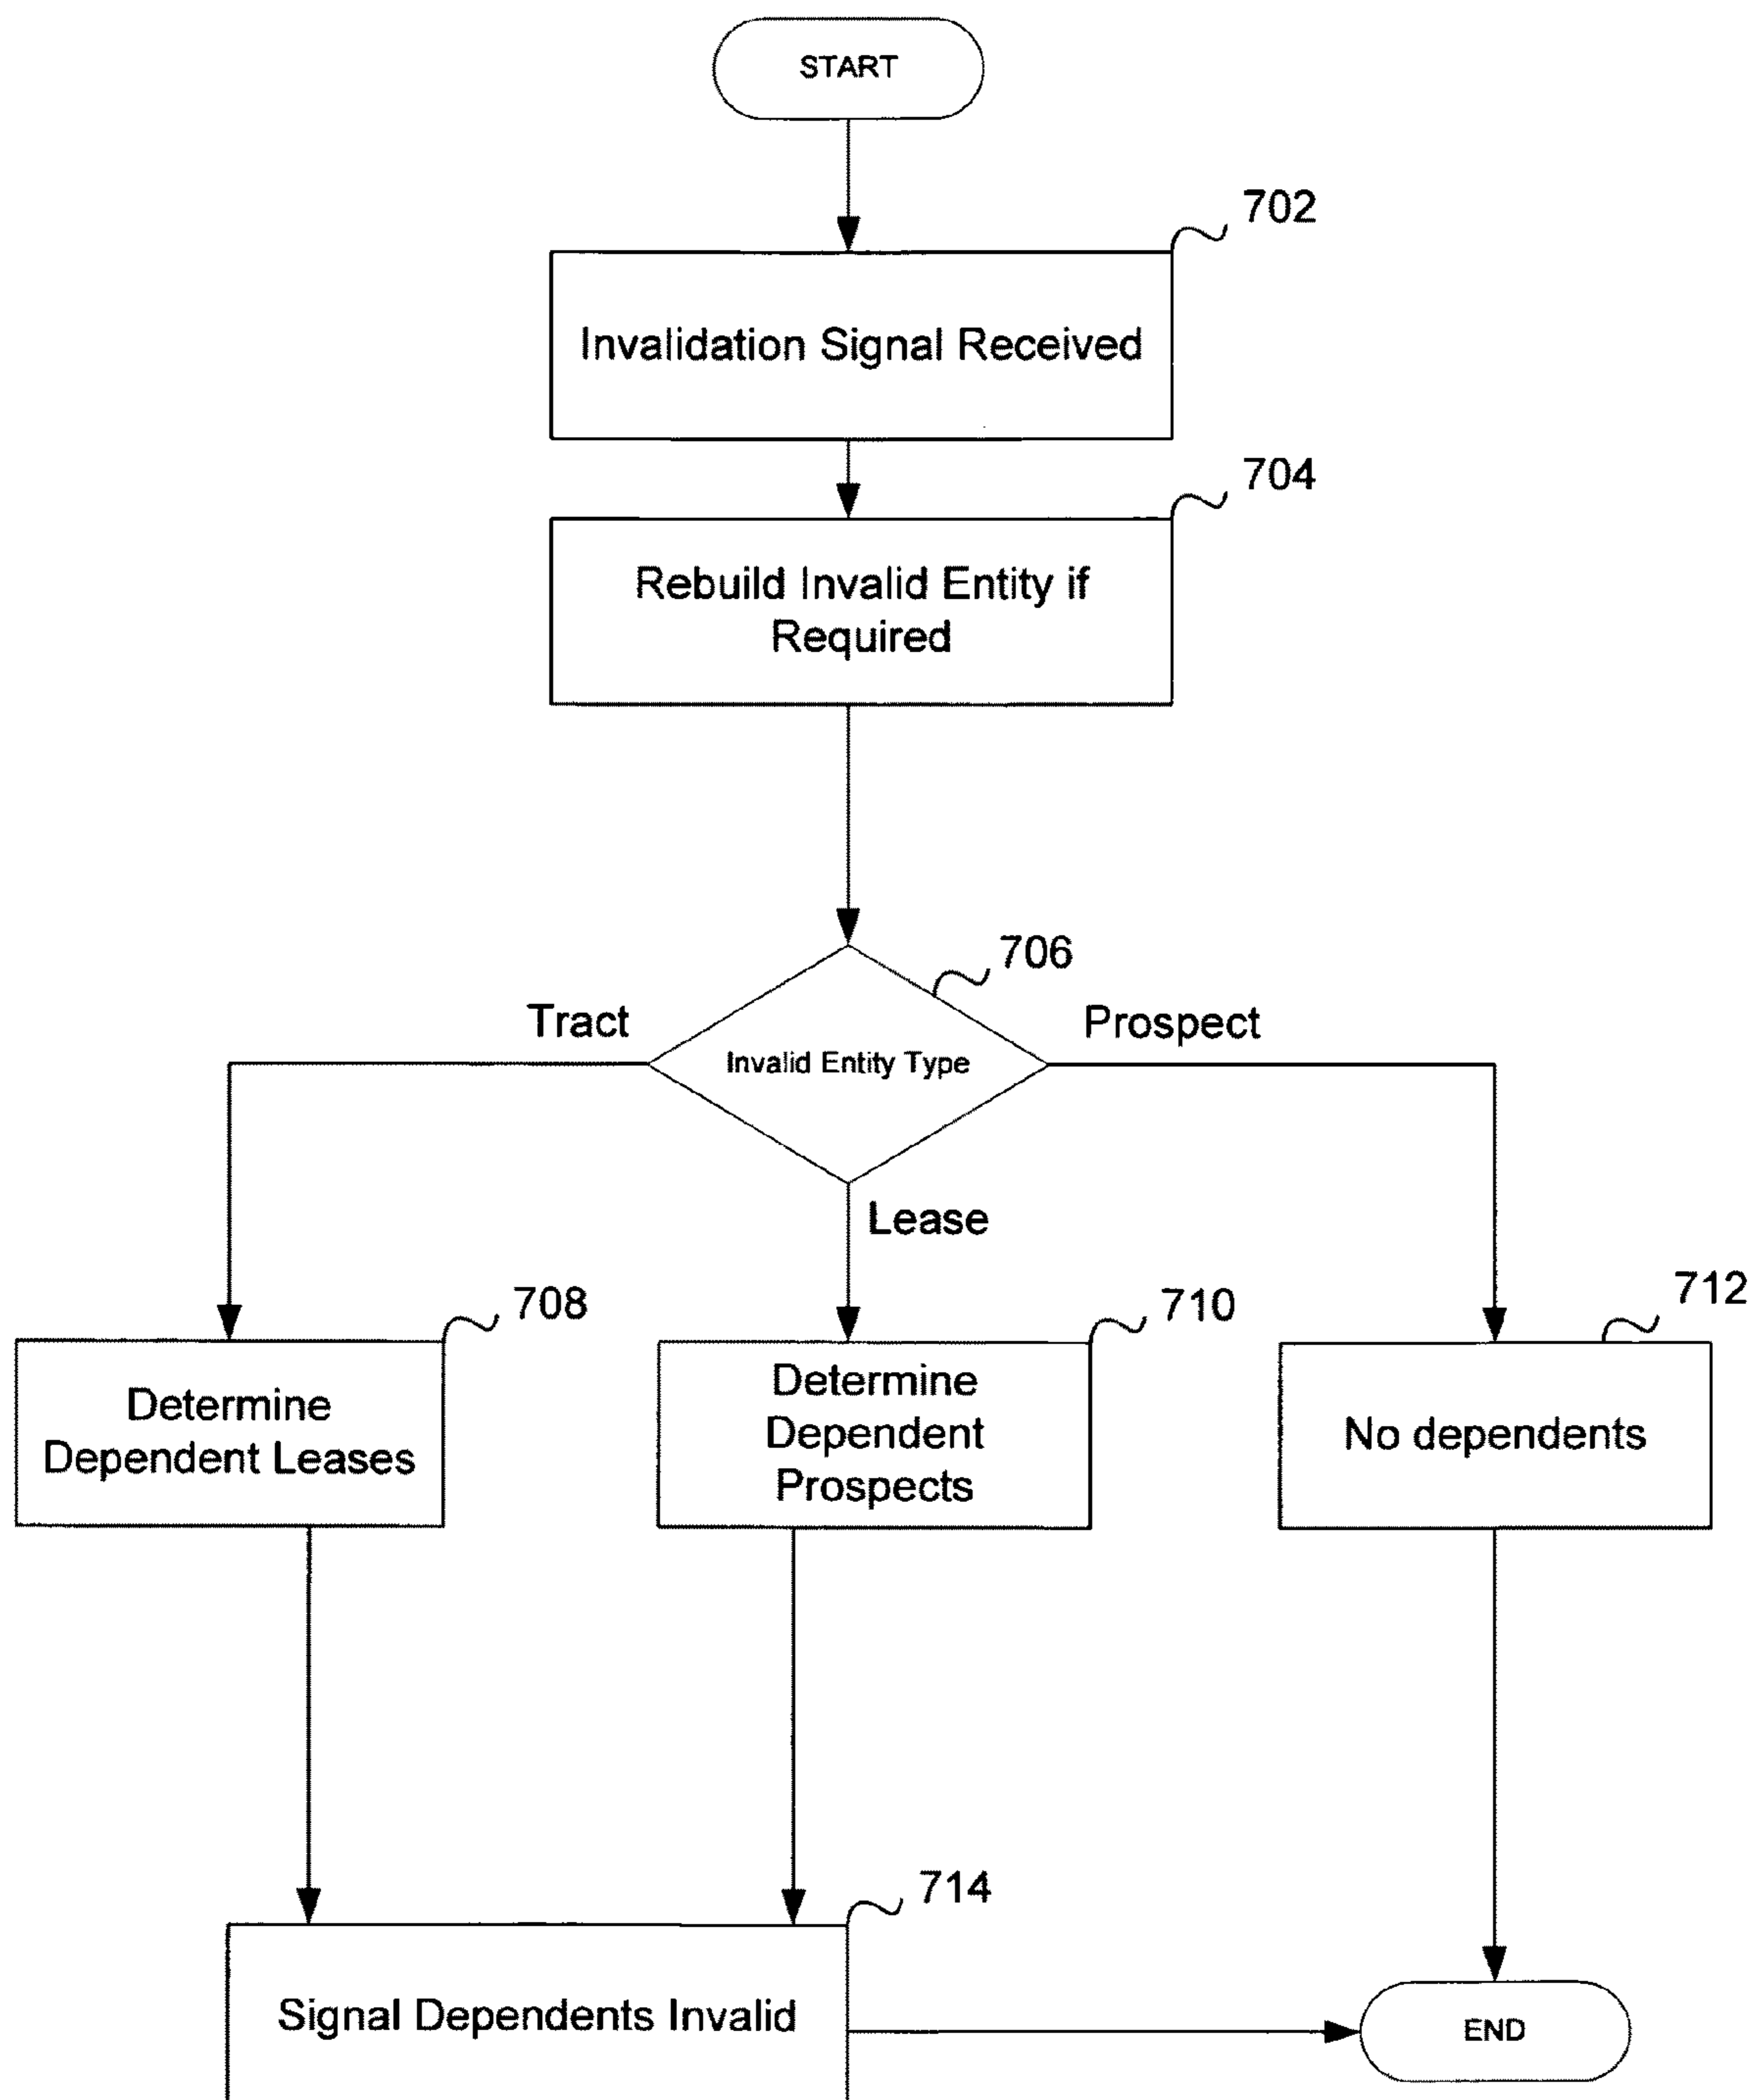 START
702
Invalidation Signal Received
704
Rebuild Invalid Entity if
Required
706
Tract
Prospect
Invalid Entity Type
Lease
708
710
712
Determine
Dependent Leases
Determine
Dependent
Prospects
No dependents
714
Signal Dependents Invalid
END